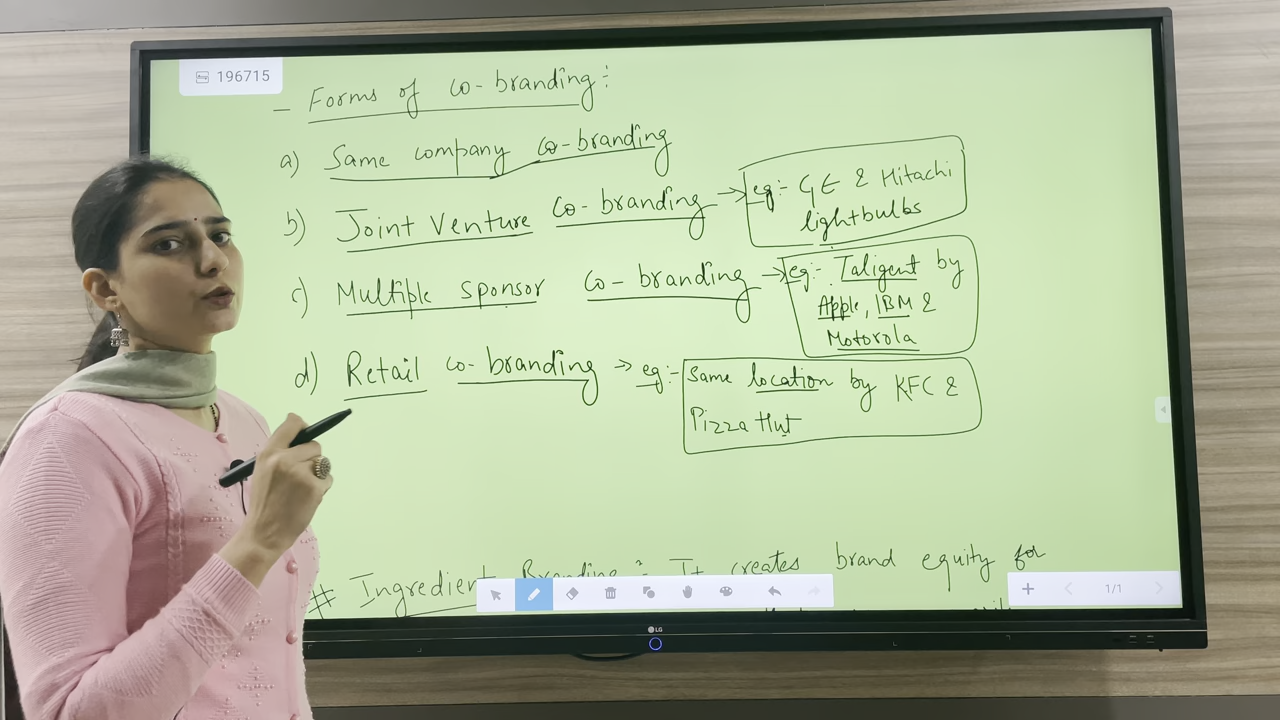 196715
- Forms of co-branding:
a) Same company co-branding
b) Joint Venture co-branding → eg:- GE & Hitachi
lightbulbs
c) Multiple Sponsor co-branding → eg:- Taligent by
Apple, IBM &
Motorola
d) Retail co-branding → eg:- Same location by KFC &
Pizza Hut
# Ingredient Branding: It creates brand equity for
1/1
LG